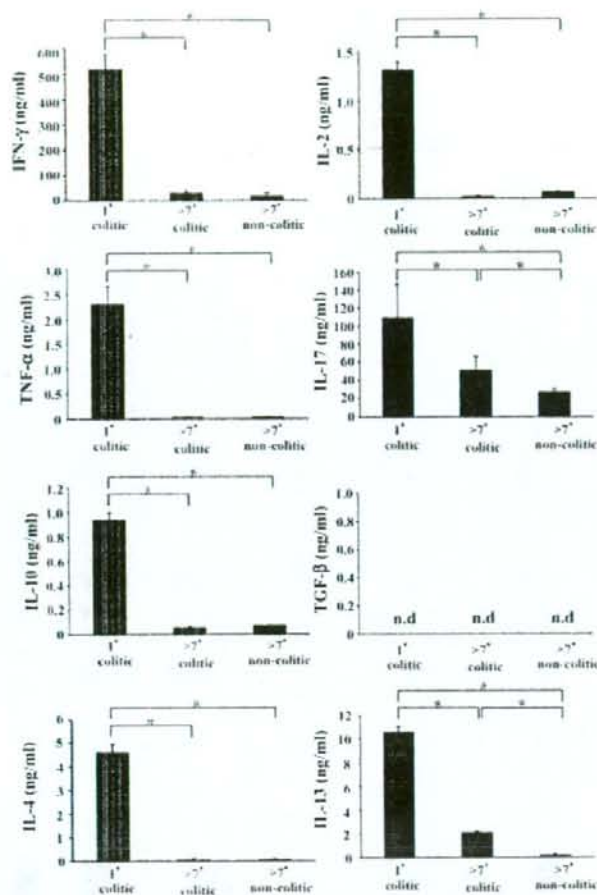 IFN-γ (ng/ml)
600
500
400
300
200
100
0
*
*
1° >7° >7°
colitic colitic non-colitic
IL-2 (ng/ml)
1.5
1.0
0.5
0
*
*
1° >7° >7°
colitic colitic non-colitic
TNF-α (ng/ml)
3.0
2.5
2.0
1.5
1.0
0.5
0
*
*
1° >7° >7°
colitic colitic non-colitic
IL-17 (ng/ml)
160
140
120
100
80
60
40
20
0
*
* *
1° >7° >7°
colitic colitic non-colitic
IL-10 (ng/ml)
1.2
1.0
0.8
0.6
0.4
0.2
0
*
*
1° >7° >7°
colitic colitic non-colitic
TGF-β (ng/ml)
1.0
0.8
0.6
0.4
0.2
0
n.d n.d n.d
1° >7° >7°
colitic colitic non-colitic
IL-4 (ng/ml)
6
5
4
3
2
1
0
*
*
1° >7° >7°
colitic colitic non-colitic
IL-13 (ng/ml)
12
10
8
6
4
2
0
*
* *
1° >7° >7°
colitic colitic non-colitic